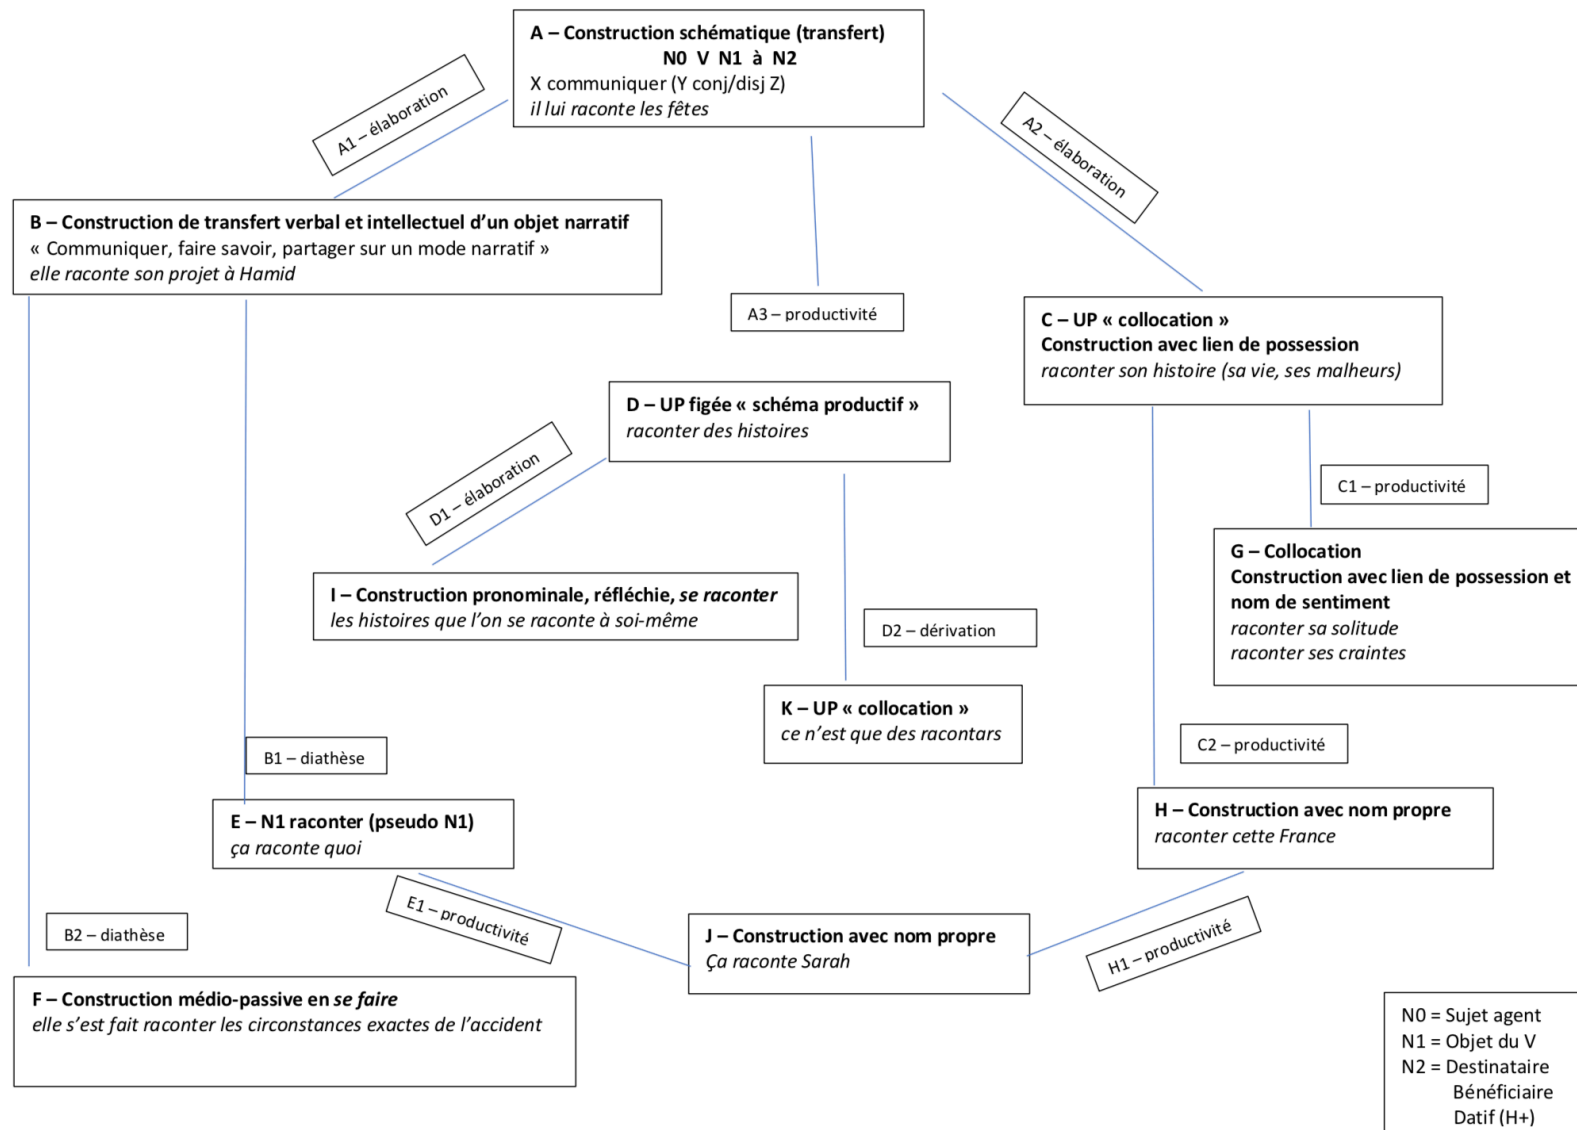 A – Construction schématique (transfert)
N0 V N1 à N2
X communiquer (Y conj/disj Z)
il lui raconte les fêtes
A1 – élaboration
A2 – élaboration
B – Construction de transfert verbal et intellectuel d’un objet narratif
« Communiquer, faire savoir, partager sur un mode narratif »
elle raconte son projet à Hamid
A3 – productivité
C – UP « collocation »
Construction avec lien de possession
raconter son histoire (sa vie, ses malheurs)
D – UP figée « schéma productif »
raconter des histoires
D1 – élaboration
C1 – productivité
I – Construction pronominale, réfléchie, se raconter
les histoires que l’on se raconte à soi-même
G – Collocation
Construction avec lien de possession et
nom de sentiment
raconter sa solitude
raconter ses craintes
D2 – dérivation
K – UP « collocation »
ce n’est que des racontars
B1 – diathèse
C2 – productivité
E – N1 raconter (pseudo N1)
ça raconte quoi
H – Construction avec nom propre
raconter cette France
E1 – productivité
H1 – productivité
B2 – diathèse
J – Construction avec nom propre
Ça raconte Sarah
F – Construction médio-passive en se faire
elle s’est fait raconter les circonstances exactes de l’accident
N0 = Sujet agent
N1 = Objet du V
N2 = Destinataire
Bénéficiaire
Datif (H+)